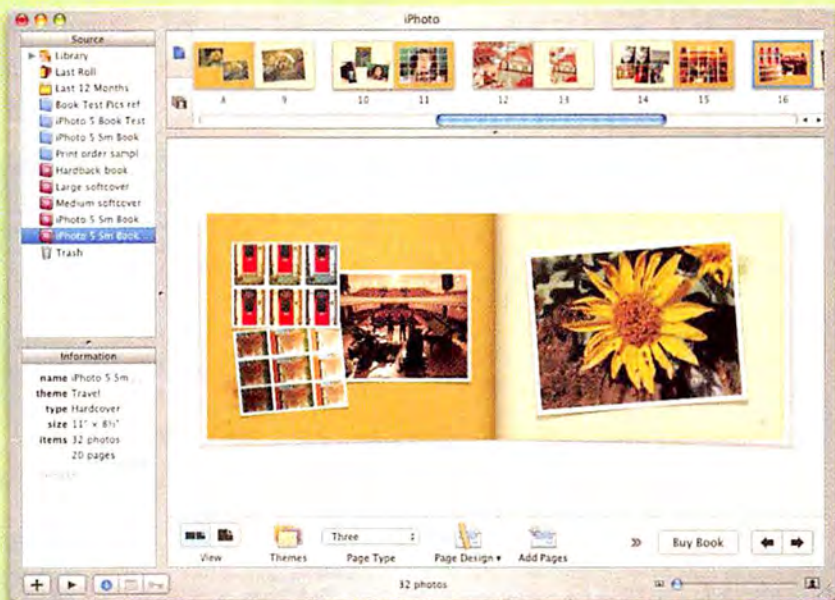 iPhoto
Source
Library
Last Roll
Last 12 Months
Book Test Pics ref
iPhoto 5 Book Test
iPhoto 5 Sm Book
Print order sampl
Hardback book
Large softcover
Medium softcover
iPhoto 5 Sm Book
iPhoto 5 Sm Book...
Trash
8 9 10 11 12 13 14 15 16
Information
name iPhoto 5 Sm ...
theme Travel
type Hardcover
size 11" × 8½"
items 32 photos
20 pages
Three
Buy Book
View Themes Page Type Page Design Add Pages
32 photos